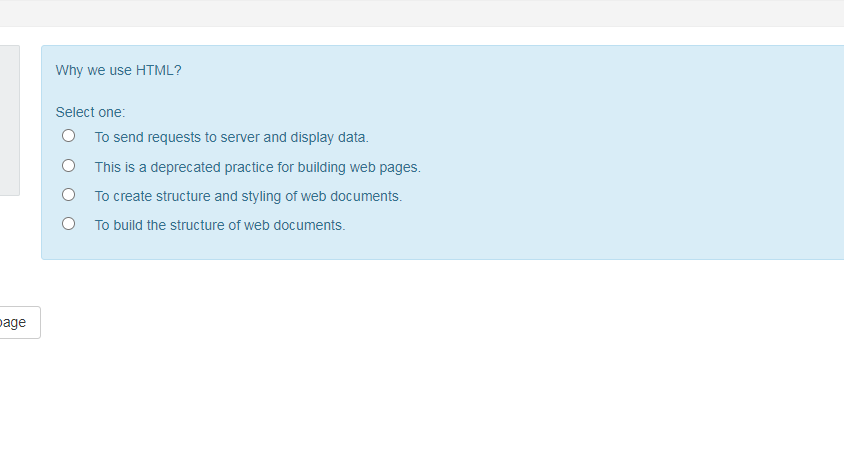 Why we use HTML?
Select one:
To send requests to server and display data.
This is a deprecated practice for building web pages.
To create structure and styling of web documents.
To build the structure of web documents.
page